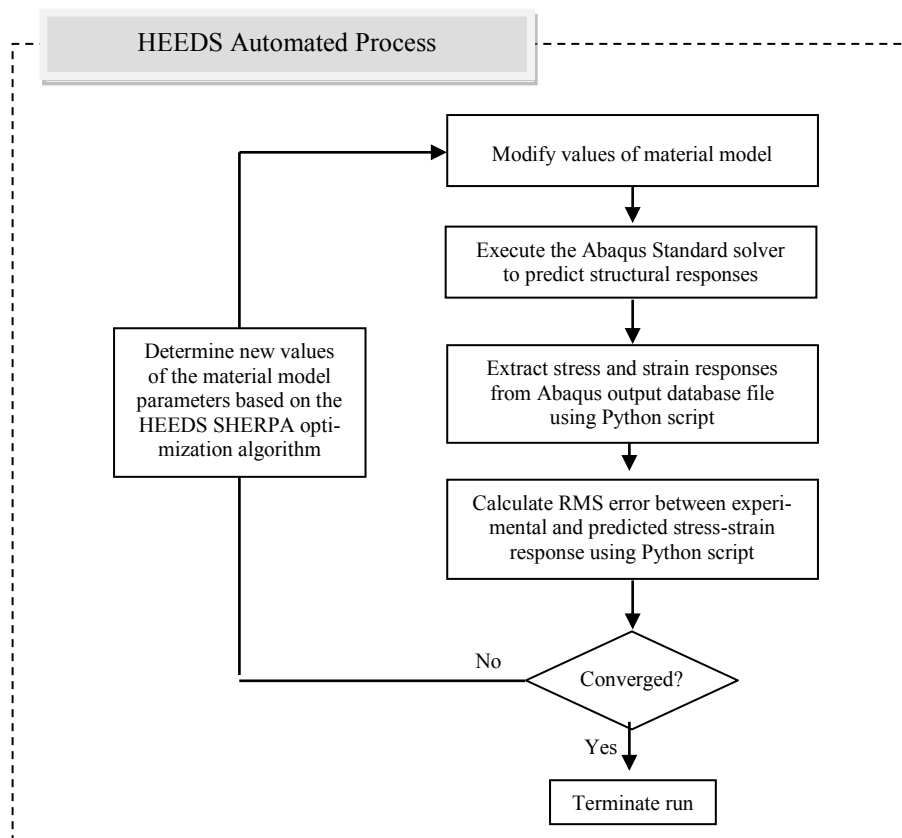 HEEDS Automated Process
Modify values of material model
Execute the Abaqus Standard solver
to predict structural responses
Extract stress and strain responses
from Abaqus output database file
using Python script
Determine new values
of the material model
parameters based on the
HEEDS SHERPA opti-
mization algorithm
Calculate RMS error between experi-
mental and predicted stress-strain
response using Python script
No
Converged?
Yes
Terminate run